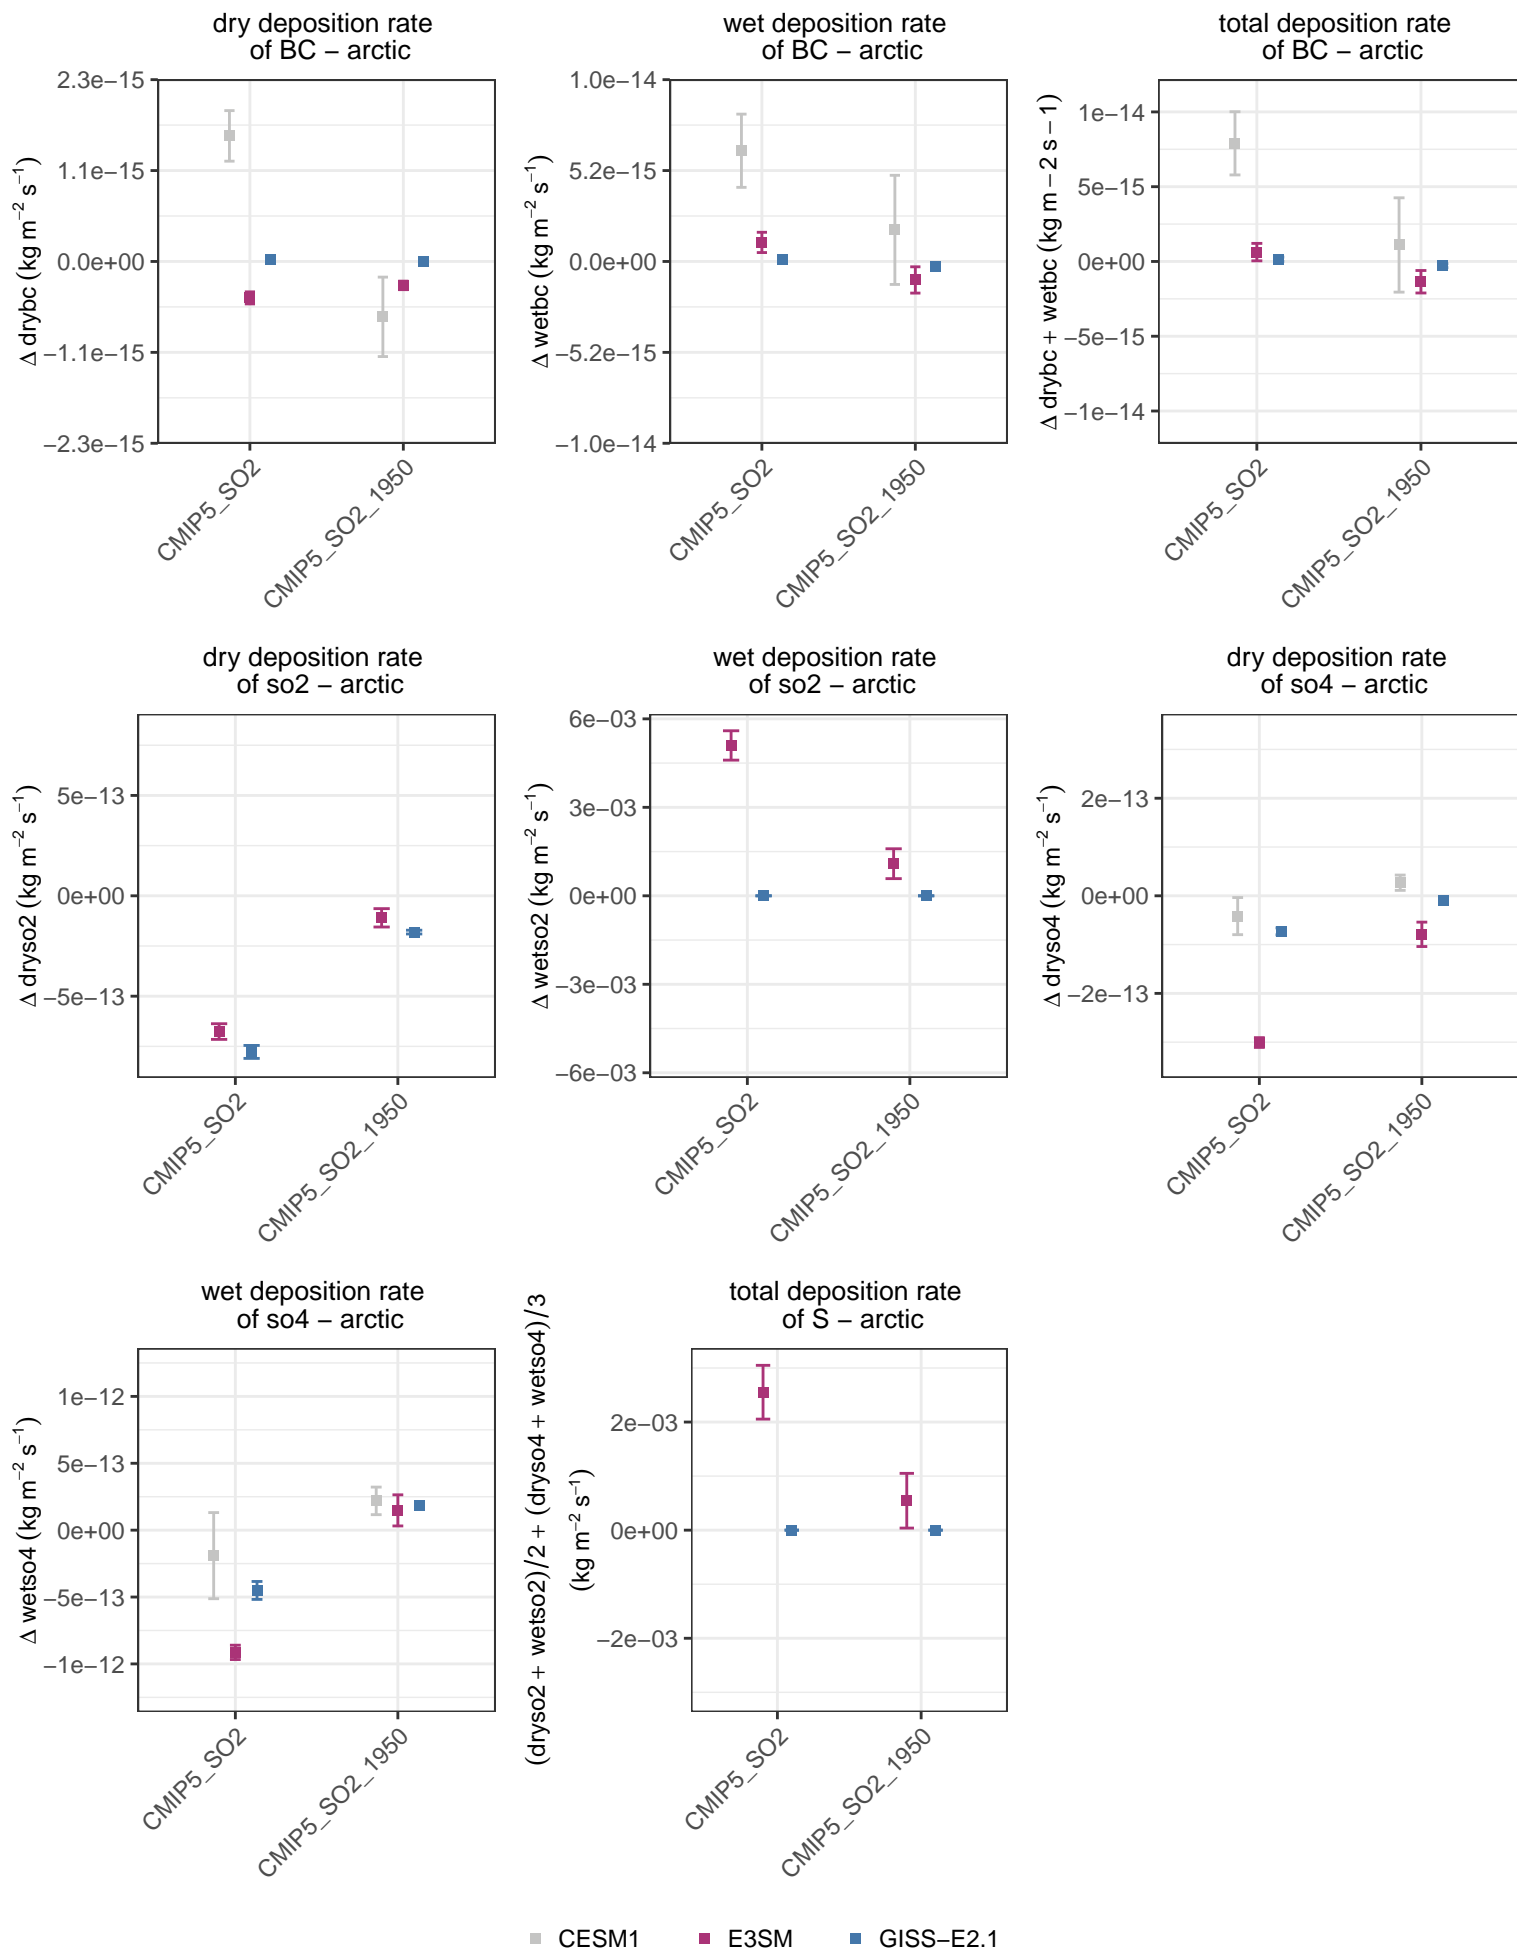 dry deposition rate
of BC − arctic
Δ drybc (kg m−2 s−1)
2.3e−15
1.1e−15
0.0e+00
−1.1e−15
−2.3e−15
CMIP5_SO2
CMIP5_SO2_1950
wet deposition rate
of BC − arctic
Δ wetbc (kg m−2 s−1)
1.0e−14
5.2e−15
0.0e+00
−5.2e−15
−1.0e−14
CMIP5_SO2
CMIP5_SO2_1950
total deposition rate
of BC − arctic
Δ drybc + wetbc (kg m − 2 s − 1)
1e−14
5e−15
0e+00
−5e−15
−1e−14
CMIP5_SO2
CMIP5_SO2_1950
dry deposition rate
of so2 − arctic
Δ dryso2 (kg m−2 s−1)
5e−13
0e+00
−5e−13
CMIP5_SO2
CMIP5_SO2_1950
wet deposition rate
of so2 − arctic
Δ wetso2 (kg m−2 s−1)
6e−03
3e−03
0e+00
−3e−03
−6e−03
CMIP5_SO2
CMIP5_SO2_1950
dry deposition rate
of so4 − arctic
Δ dryso4 (kg m−2 s−1)
2e−13
0e+00
−2e−13
CMIP5_SO2
CMIP5_SO2_1950
wet deposition rate
of so4 − arctic
Δ wetso4 (kg m−2 s−1)
1e−12
5e−13
0e+00
−5e−13
−1e−12
CMIP5_SO2
CMIP5_SO2_1950
total deposition rate
of S − arctic
(dryso2 + wetso2)/2 + (dryso4 + wetso4)/3
(kg m−2 s−1)
2e−03
0e+00
−2e−03
CMIP5_SO2
CMIP5_SO2_1950
CESM1
E3SM
GISS−E2.1